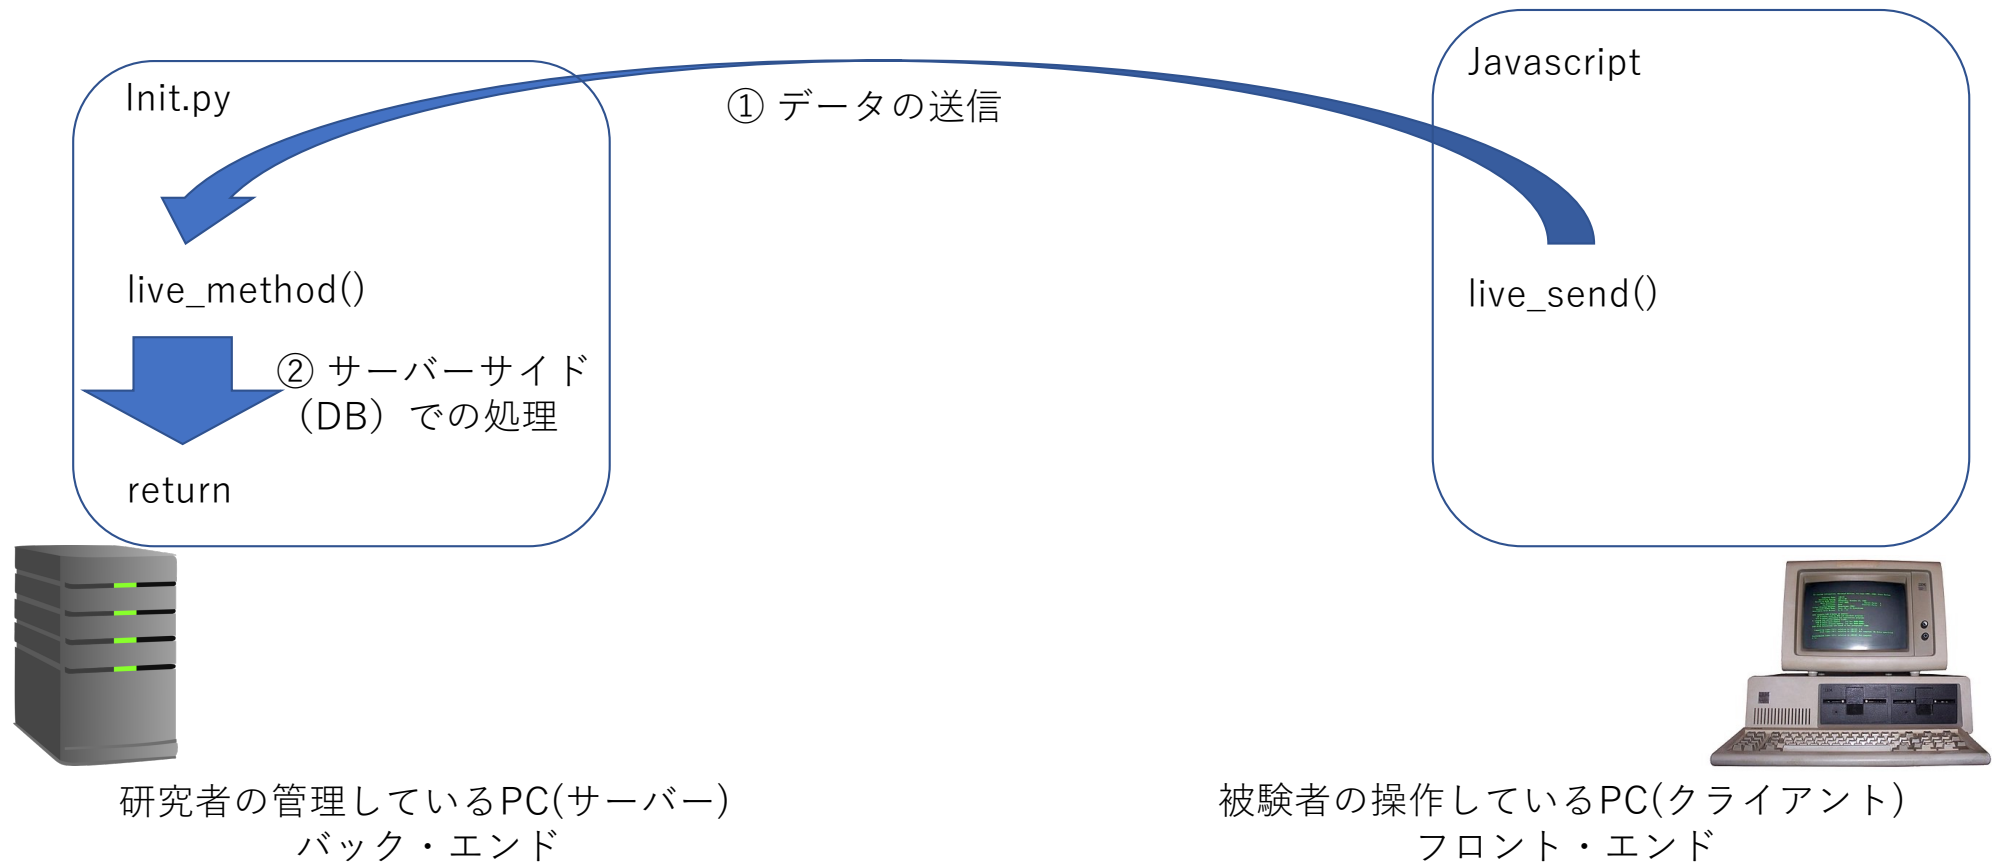 Javascript
Init.py
① データの送信
live_method()
live_send()
② サーバーサイド
（DB）での処理
return
研究者の管理しているPC(サーバー)
バック・エンド
被験者の操作しているPC(クライアント)
フロント・エンド